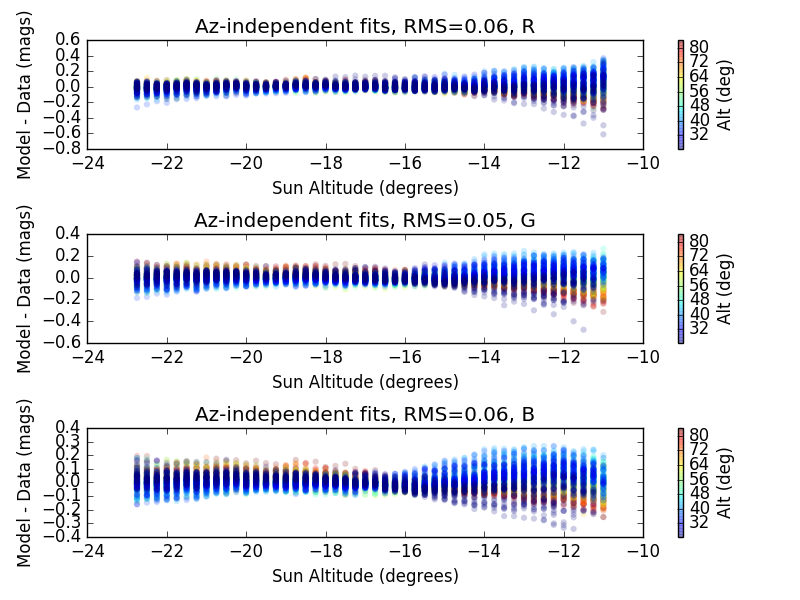 Az-independent fits, RMS=0.06, R
Model - Data (mags)
0.6
0.4
0.2
0.0
−0.2
−0.4
−0.6
−0.8
−24 −22 −20 −18 −16 −14 −12 −10
Sun Altitude (degrees)
80
72
64
56
48
40
32
Alt (deg)
Az-independent fits, RMS=0.05, G
Model - Data (mags)
0.4
0.2
0.0
−0.2
−0.4
−0.6
−24 −22 −20 −18 −16 −14 −12 −10
Sun Altitude (degrees)
80
72
64
56
48
40
32
Alt (deg)
Az-independent fits, RMS=0.06, B
Model - Data (mags)
0.4
0.3
0.2
0.1
0.0
−0.1
−0.2
−0.3
−0.4
−24 −22 −20 −18 −16 −14 −12 −10
Sun Altitude (degrees)
80
72
64
56
48
40
32
Alt (deg)